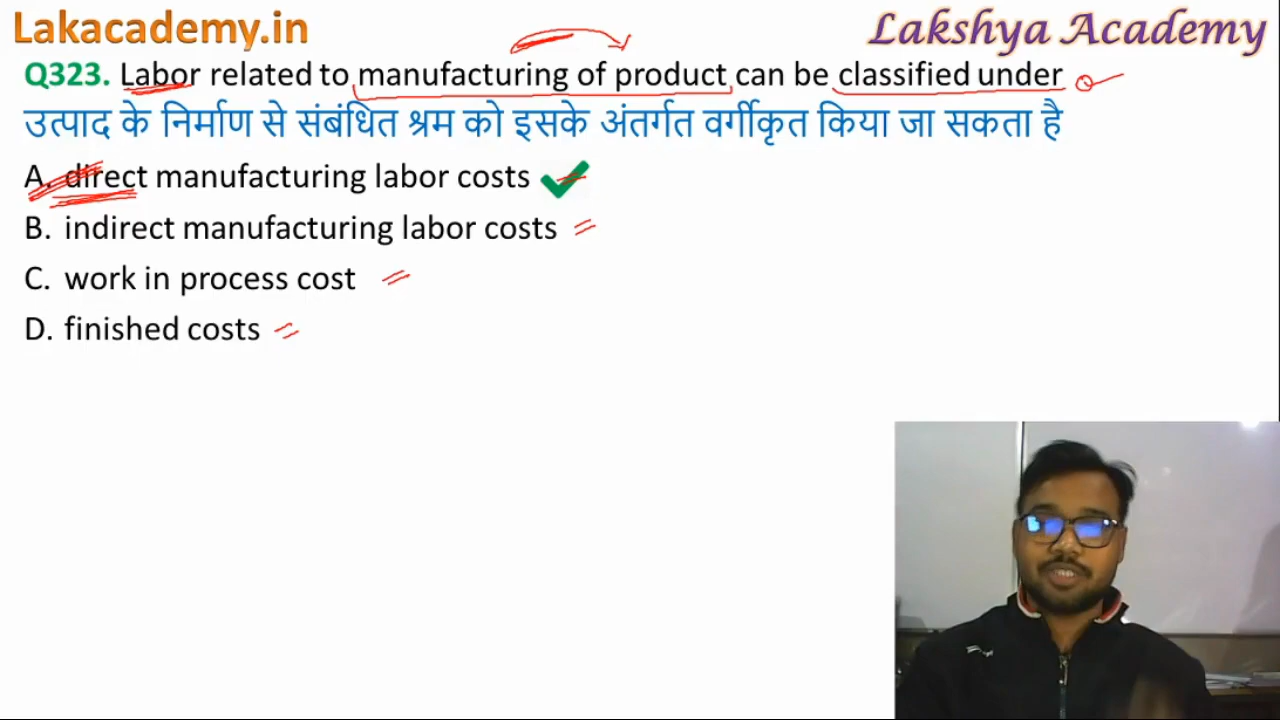 Lakacademy.in
Lakshya Academy
Q323. Labor related to manufacturing of product can be classified under
उत्पाद के निर्माण से संबंधित श्रम को इसके अंतर्गत वर्गीकृत किया जा सकता है
A. direct manufacturing labor costs
B. indirect manufacturing labor costs
C. work in process cost
D. finished costs